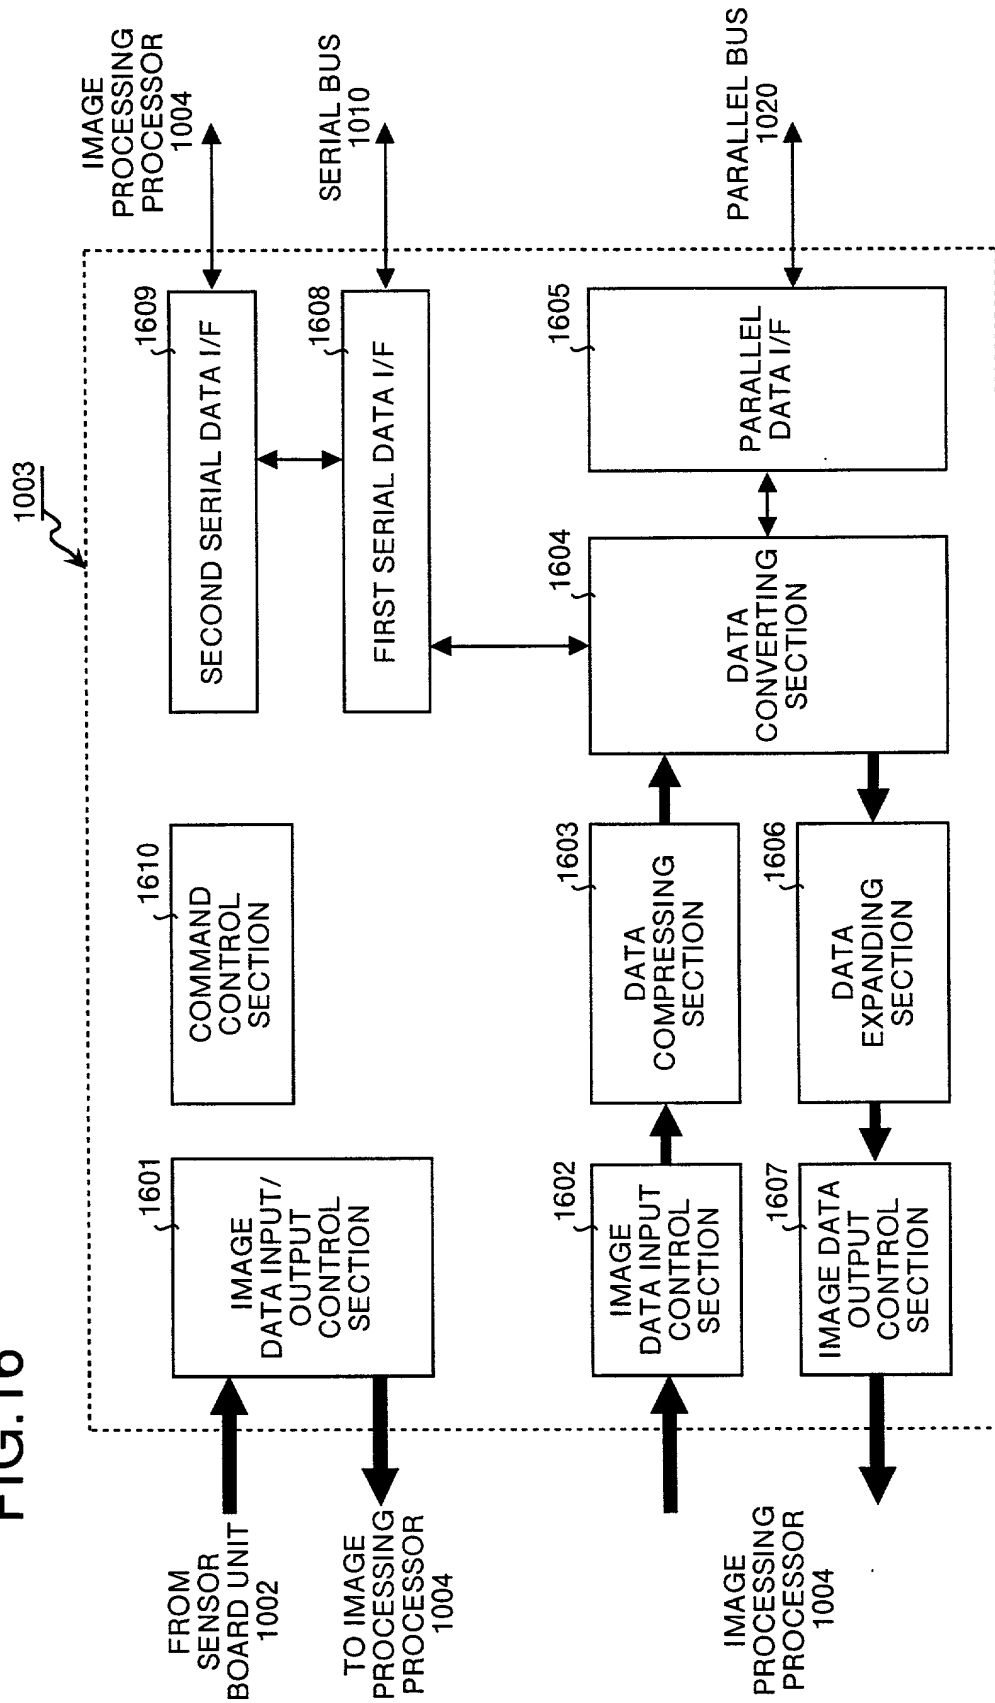 FIG.16
1003
FROM
SENSOR
BOARD UNIT
1002
TO IMAGE
PROCESSING
PROCESSOR
1004
1601
IMAGE
DATA INPUT/
OUTPUT
CONTROL
SECTION
1610
COMMAND
CONTROL
SECTION
1609
SECOND SERIAL DATA I/F
IMAGE
PROCESSING
PROCESSOR
1004
1608
FIRST SERIAL DATA I/F
SERIAL BUS
1010
IMAGE
PROCESSING
PROCESSOR
1004
1602
IMAGE
DATA INPUT
CONTROL
SECTION
1603
DATA
COMPRESSING
SECTION
1604
DATA
CONVERTING
SECTION
1605
PARALLEL
DATA I/F
PARALLEL BUS
1020
1607
IMAGE DATA
OUTPUT
CONTROL
SECTION
1606
DATA
EXPANDING
SECTION